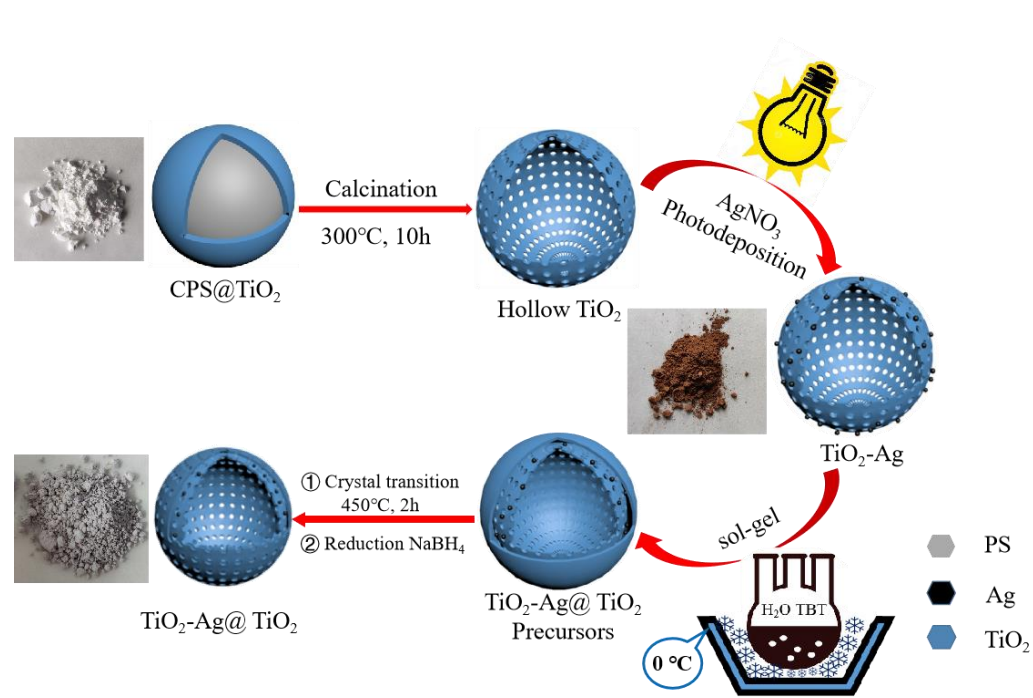 CPS@TiO₂
Calcination
300℃, 10h
Hollow TiO₂
AgNO₃
Photodeposition
TiO₂-Ag
sol-gel
H₂O TBT
0 ℃
TiO₂-Ag@ TiO₂
Precursors
① Crystal transition
450℃, 2h
② Reduction NaBH₄
TiO₂-Ag@ TiO₂
PS
Ag
TiO₂